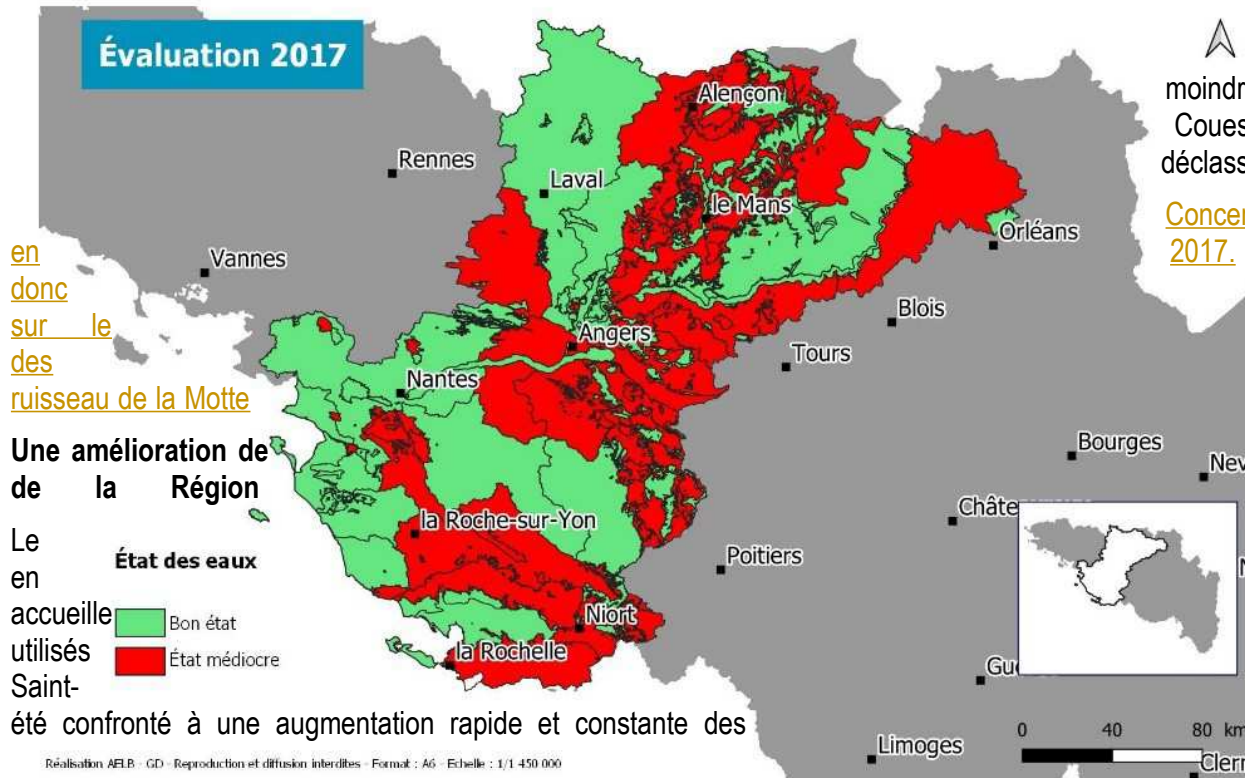 Évaluation 2017
Alençon
moindr
Coues
déclass
Rennes
Laval
le Mans
Concer
2017.
Orléans
en
donc
sur le
des
ruisseau de la Motte
Vannes
Blois
Angers
Tours
Nantes
Une amélioration de
de la Région
Bourges
Nev
la Roche-sur-Yon
Poitiers
Le
en
accueille
utilisés
Saint-
État des eaux
Bon état
État médiocre
Niort
la Rochelle
été confronté à une augmentation rapide et constante des
0 40 80 km
Limoges
Clerr
Réalisation AELB - GD - Reproduction et diffusion interdites - Format : A6 - Echelle : 1/1 450 000